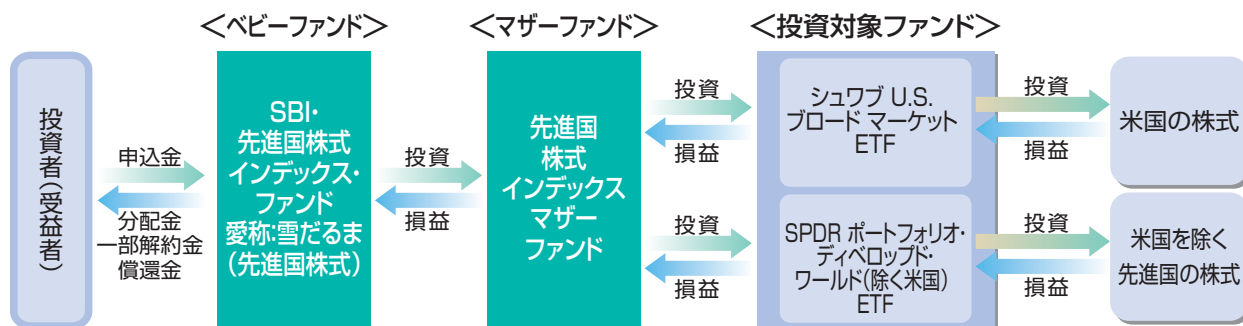 <ベビーファンド>
<マザーファンド>
<投資対象ファンド>
投資者(受益者)
申込金
分配金
一部解約金
償還金
SBI・
先進国株式
インデックス・
ファンド
愛称:雪だるま
(先進国株式)
投資
損益
先進国
株式
インデックス
マザー
ファンド
投資
損益
投資
損益
シュワブ U.S.
ブロード マーケット
ETF
SPDR ポートフォリオ・
ディベロップド・
ワールド(除く米国)
ETF
投資
損益
投資
損益
米国の株式
米国を除く
先進国の株式